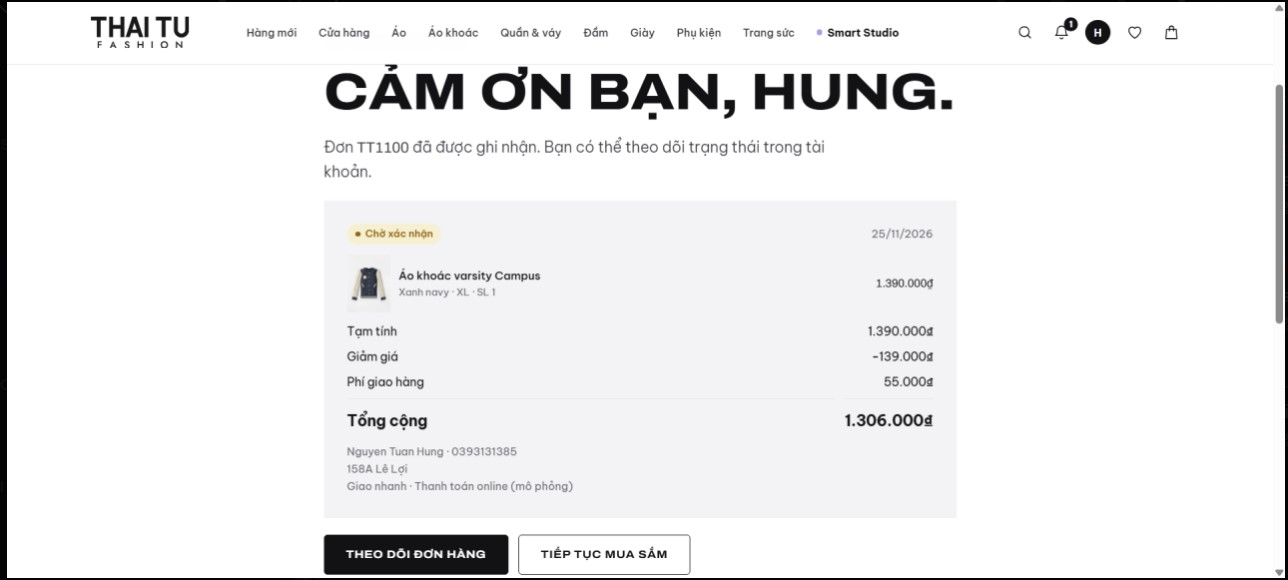 THAI TU
FASHION
Hàng mới Cửa hàng Áo Áo khoác Quần & váy Đầm Giày Phụ kiện Trang sức Smart Studio
1
H
CẢM ƠN BẠN, HUNG.
Đơn TT1100 đã được ghi nhận. Bạn có thể theo dõi trạng thái trong tài
khoản.
Chờ xác nhận 25/11/2026
Áo khoác varsity Campus 1.390.000₫
Xanh navy · XL · SL 1
Tạm tính 1.390.000₫
Giảm giá -139.000₫
Phí giao hàng 55.000₫
Tổng cộng 1.306.000₫
Nguyen Tuan Hung · 0393131385
158A Lê Lợi
Giao nhanh · Thanh toán online (mô phỏng)
THEO DÕI ĐƠN HÀNG TIẾP TỤC MUA SẮM